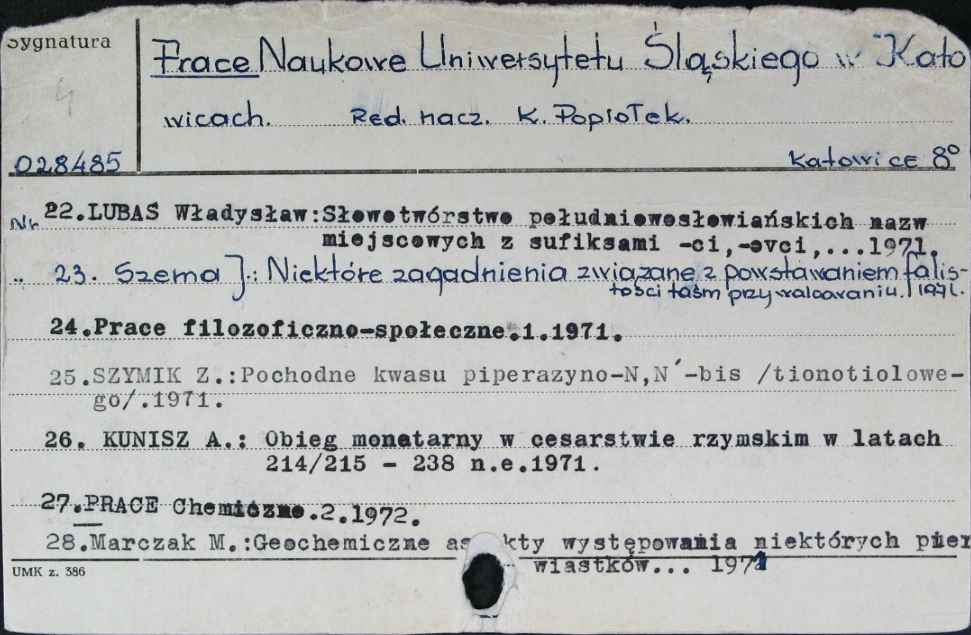 Sygnatura
Prace Naukowe Uniwersytetu Śląskiego w Kato
wicach. Red. nacz. K. Popiołek.
028485
Katowice 8°
Nr 22.LUBAŚ Władysław:Słowotwórstwo południowosłowiańskich nazw
miejscowych z sufiksami -ci,-ovci,...1971.
„ 23. Szema J.: Niektóre zagadnienia związane z powstawaniem falis-
tości taśm przy walcowaniu. 1971.
24.Prace filozoficzno-społeczne.1.1971.
25.SZYMIK Z.:Pochodne kwasu piperazyno-N,N´-bis /tionotiolowe-
go/.1971.
26. KUNISZ A.: Obieg monetarny w cesarstwie rzymskim w latach
214/215 - 238 n.e.1971.
27.PRACE Chemiczne.2.1972.
28.Marczak M.:Geochemiczne aspekty występowania niektórych pier
wiastków... 1971
UMK z. 386